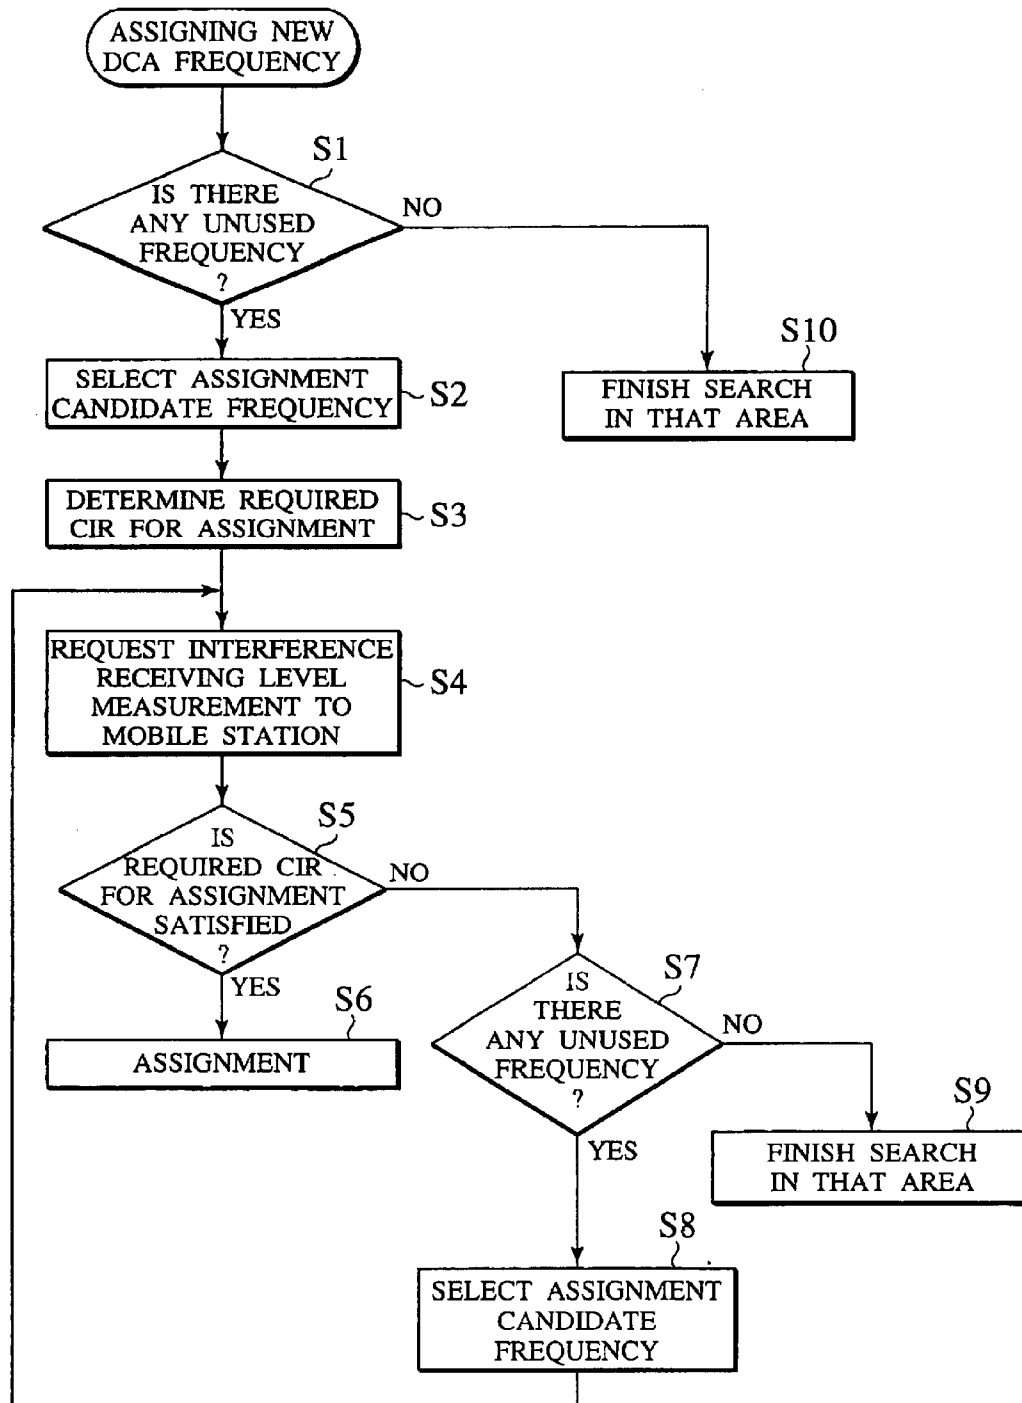 ASSIGNING NEW
DCA FREQUENCY
S1
IS THERE
ANY UNUSED
FREQUENCY
?
NO
YES
S10
SELECT ASSIGNMENT
CANDIDATE FREQUENCY
S2
FINISH SEARCH
IN THAT AREA
DETERMINE REQUIRED
CIR FOR ASSIGNMENT
S3
REQUEST INTERFERENCE
RECEIVING LEVEL
MEASUREMENT TO
MOBILE STATION
S4
S5
IS
REQUIRED CIR
FOR ASSIGNMENT
SATISFIED
?
NO
YES
S6
ASSIGNMENT
S7
IS
THERE
ANY UNUSED
FREQUENCY
?
NO
YES
S9
FINISH SEARCH
IN THAT AREA
S8
SELECT ASSIGNMENT
CANDIDATE
FREQUENCY